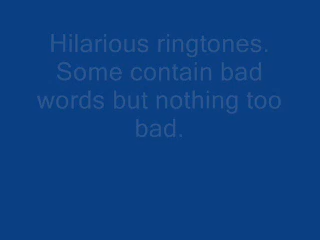 Hilarious ringtones.
Some contain bad
words but nothing too
bad.